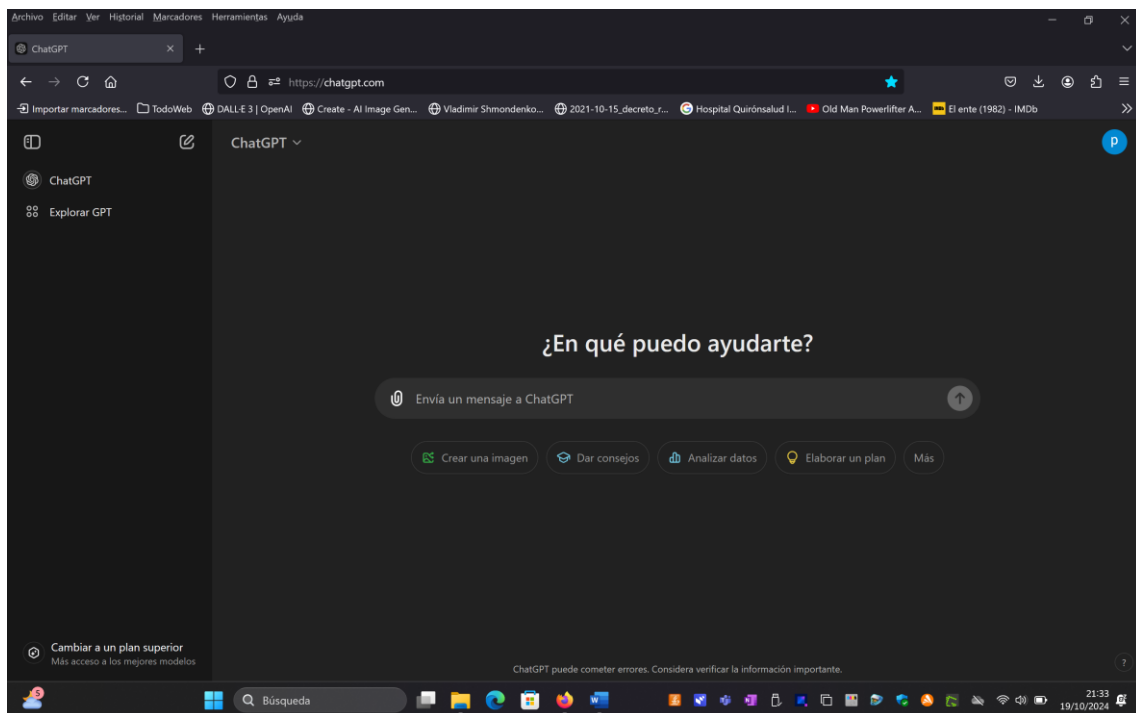 Archivo Editar Ver Historial Marcadores Herramientas Ayuda
ChatGPT
https://chatgpt.com
Importar marcadores... TodoWeb DALL·E 3 | OpenAI Create - AI Image Gen... Vladimir Shmondenko... 2021-10-15_decreto_r... Hospital Quirónsalud I... Old Man Powerlifter A... El ente (1982) - IMDb
ChatGPT
p
ChatGPT
Explorar GPT
¿En qué puedo ayudarte?
Envía un mensaje a ChatGPT
Crear una imagen Dar consejos Analizar datos Elaborar un plan Más
Cambiar a un plan superior
Más acceso a los mejores modelos
ChatGPT puede cometer errores. Considera verificar la información importante.
?
5
Búsqueda
21:33
19/10/2024